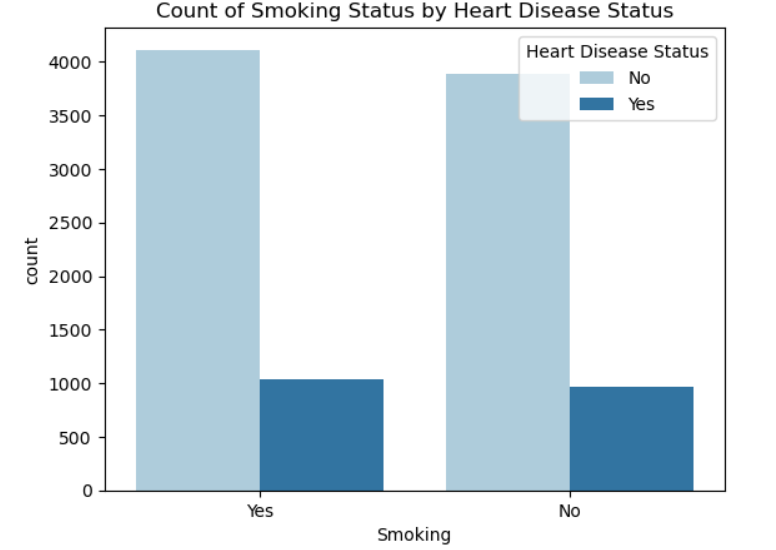 Count of Smoking Status by Heart Disease Status
Heart Disease Status
No
Yes
4000
3500
3000
2500
2000
1500
1000
500
0
count
Yes
No
Smoking